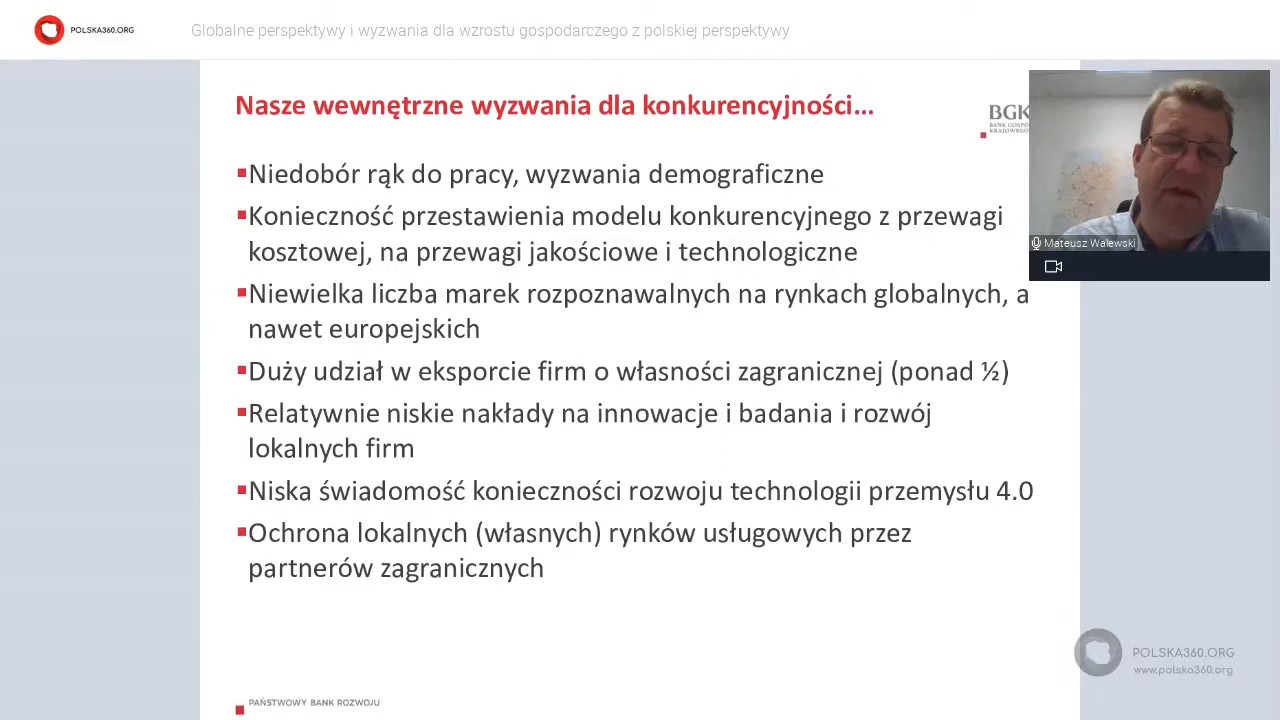 POLSKA360.ORG
Globalne perspektywy i wyzwania dla wzrostu gospodarczego z polskiej perspektywy
Nasze wewnętrzne wyzwania dla konkurencyjności...
BGK
BANK GOSPO
KRAJOWEG
▪Niedobór rąk do pracy, wyzwania demograficzne
▪Konieczność przestawienia modelu konkurencyjnego z przewagi
kosztowej, na przewagi jakościowe i technologiczne
▪Niewielka liczba marek rozpoznawalnych na rynkach globalnych, a
nawet europejskich
▪Duży udział w eksporcie firm o własności zagranicznej (ponad ½)
▪Relatywnie niskie nakłady na innowacje i badania i rozwój
lokalnych firm
▪Niska świadomość konieczności rozwoju technologii przemysłu 4.0
▪Ochrona lokalnych (własnych) rynków usługowych przez
partnerów zagranicznych
Mateusz Walewski
POLSKA360.ORG
www.polska360.org
PAŃSTWOWY BANK ROZWOJU